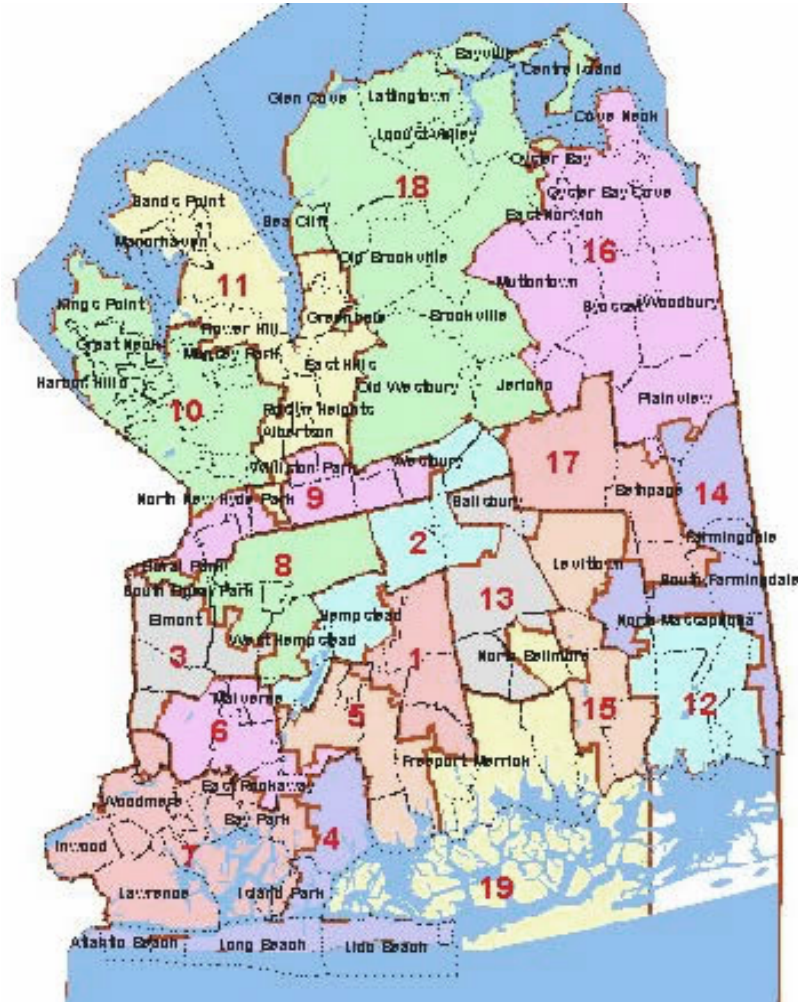 Bayville
Centre Island
Glen Cove
Lattingtown
Cove Neck
Locust Valley
Oyster Bay
18
Oyster Bay Cove
Sands Point
Sea Cliff
East Norwich
Manorhaven
16
Old Brookville
11
Muttontown
Kings Point
Syosset
Woodbury
Greenvale
Brookville
Flower Hill
Great Neck
Munsey Park
East Hills
Harbor Hills
Old Westbury
Jericho
Plainview
10
Roslyn Heights
Albertson
Williston Park
Westbury
17
North New Hyde Park
9
Salisbury
Bethpage
14
2
Farmingdale
Floral Park
8
Levittown
South Floral Park
South Farmingdale
13
Elmont
Hempstead
North Massapequa
West Hempstead
3
1
North Bellmore
Malverne
5
15
12
6
Freeport
Merrick
East Rockaway
Woodmere
Bay Park
4
Inwood
7
Lawrence
Island Park
19
Atlantic Beach
Long Beach
Lido Beach